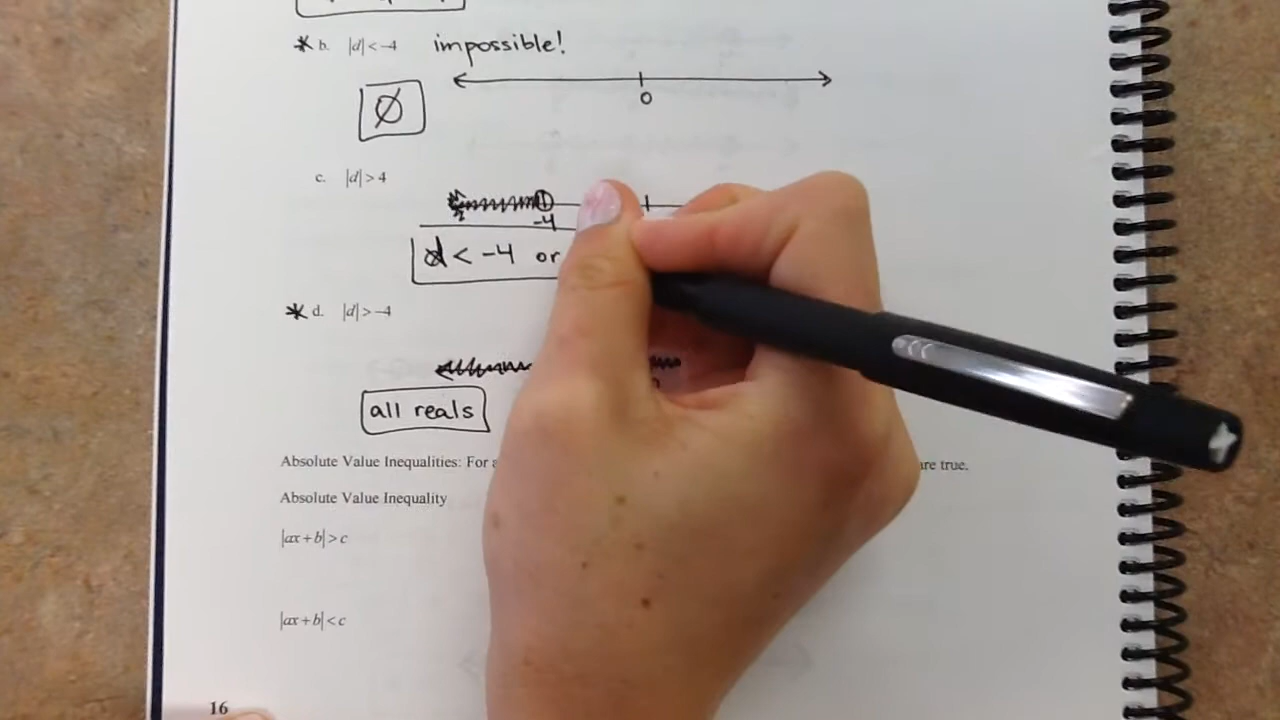 * b. |d| < -4 impossible!
0
∅
c. |d| > 4
-4
d < -4 or
* d. |d| > -4
all reals
Absolute Value Inequalities: For are true.
Absolute Value Inequality
|ax + b| > c
|ax + b| < c
16